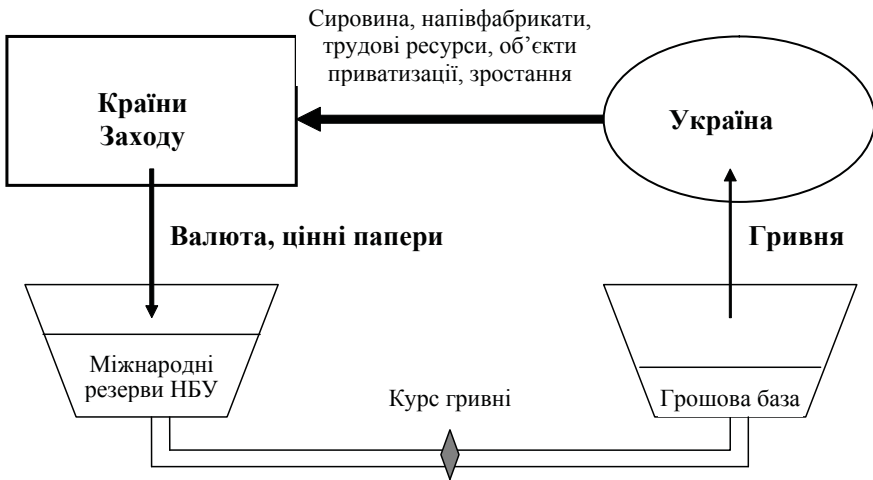 Сировина, напівфабрикати,
трудові ресурси, об’єкти
приватизації, зростання
Країни
Заходу
Україна
Валюта, цінні папери
Гривня
Міжнародні
резерви НБУ
Курс гривні
Грошова база